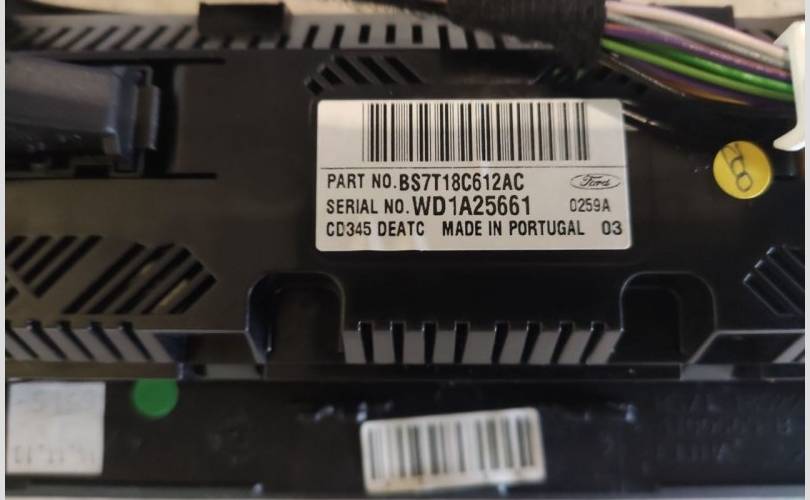 PART NO. BS7T18C612AC Ford
SERIAL NO. WD1A25661 0259A
CD345 DEATC MADE IN PORTUGAL 03